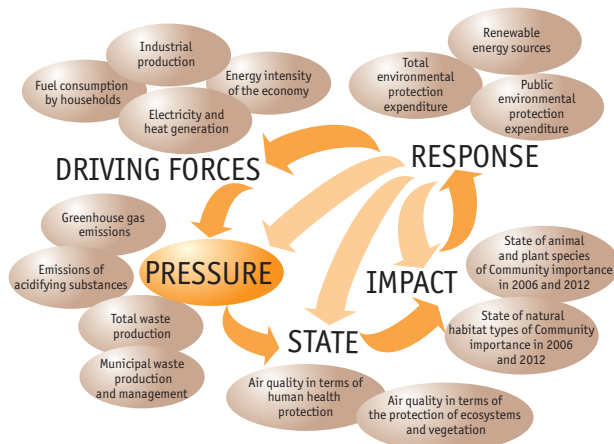 Industrial
production
Fuel consumption
by households
Energy intensity
of the economy
Electricity and
heat generation
Renewable
energy sources
Total
environmental
protection
expenditure
Public
environmental
protection
expenditure
DRIVING FORCES
RESPONSE
Greenhouse gas
emissions
Emissions of
acidifying substances
PRESSURE
Total waste
production
Municipal waste
production
and management
IMPACT
State of animal
and plant species
of Community importance
in 2006 and 2012
State of natural
habitat types of Community
importance in 2006
and 2012
STATE
Air quality in terms of
human health
protection
Air quality in terms of
the protection of ecosystems
and vegetation